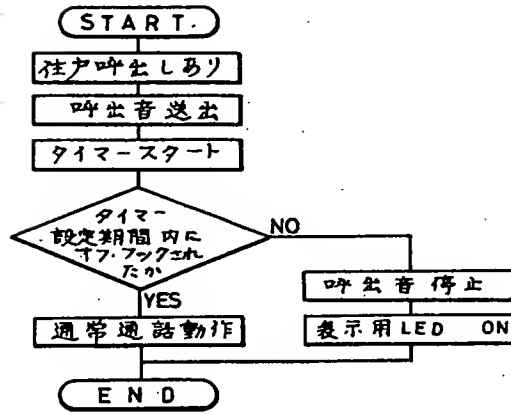 START.
住戸呼出しあり
呼出音送出
タイマースタート
タイマー
設定期間内に
オフ・フックされ
たか
NO
YES
呼出音停止
通常通話動作
表示用LED ON
END